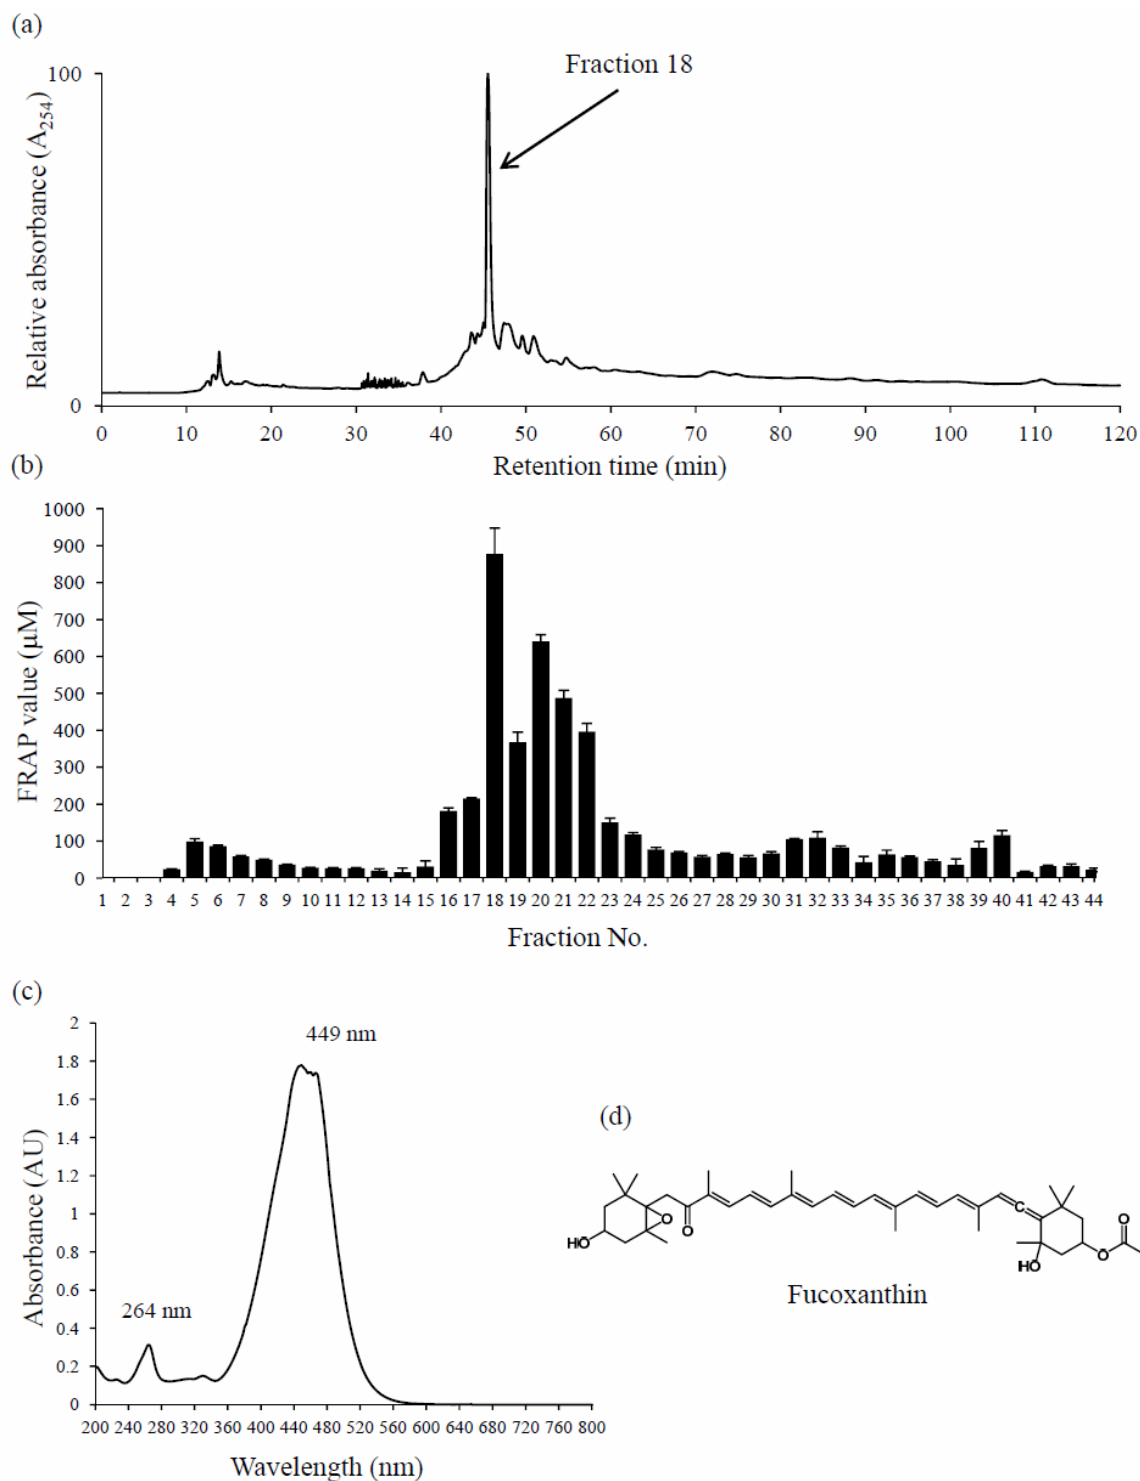 (a)
Fraction 18
100
0
Relative absorbance (A254)
0 10 20 30 40 50 60 70 80 90 100 110 120
Retention time (min)
(b)
1000
900
800
700
600
500
400
300
200
100
0
FRAP value (µM)
1 2 3 4 5 6 7 8 9 10 11 12 13 14 15 16 17 18 19 20 21 22 23 24 25 26 27 28 29 30 31 32 33 34 35 36 37 38 39 40 41 42 43 44
Fraction No.
(c)
2
1.8
1.6
1.4
1.2
1
0.8
0.6
0.4
0.2
0
Absorbance (AU)
449 nm
264 nm
200 240 280 320 360 400 440 480 520 560 600 640 680 720 760 800
Wavelength (nm)
(d)
HO
O
O
C
HO
O
O
Fucoxanthin